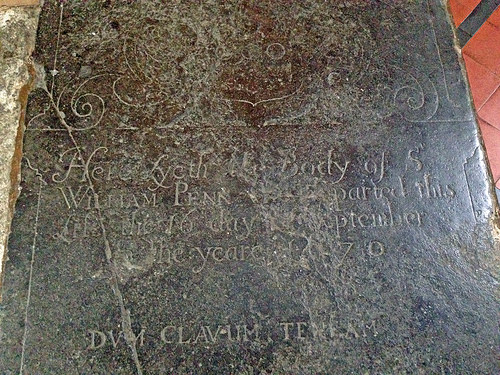 Here lyeth the Body of Sr
WILLIAM PENN who departed this
life the 16 day of September
in the yeare 1670
DVM CLAVUM TENEAM